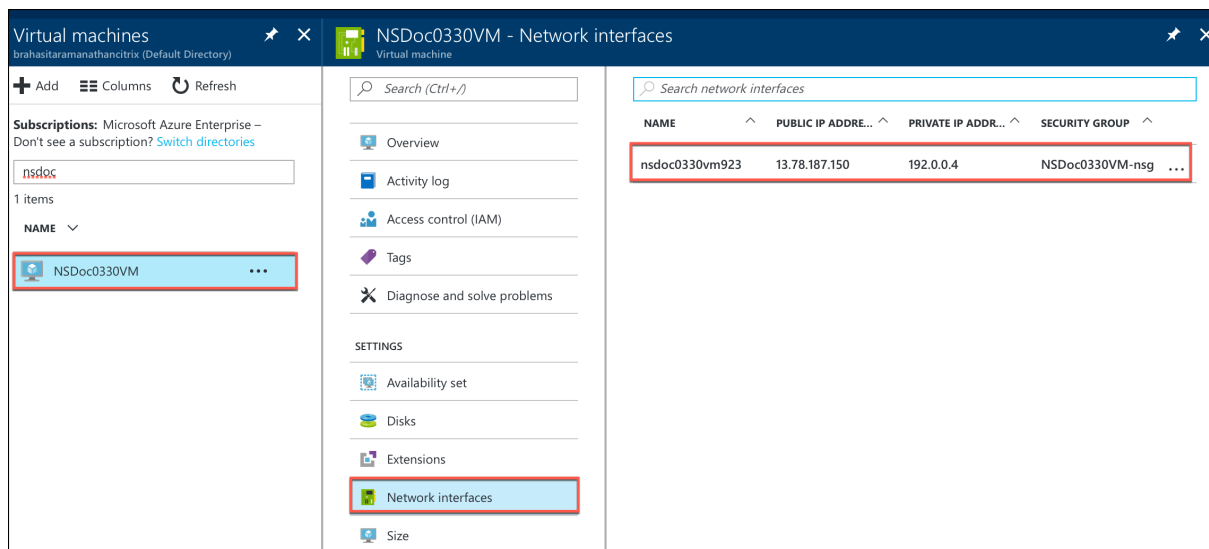 Virtual machines
brahasitaramanathancitrix (Default Directory)
Add Columns Refresh
Subscriptions: Microsoft Azure Enterprise –
Don't see a subscription? Switch directories
nsdoc
1 items
NAME
NSDoc0330VM
NSDoc0330VM - Network interfaces
Virtual machine
Search (Ctrl+/)
Overview
Activity log
Access control (IAM)
Tags
Diagnose and solve problems
SETTINGS
Availability set
Disks
Extensions
Network interfaces
Size
Search network interfaces
NAME PUBLIC IP ADDRE... PRIVATE IP ADDR... SECURITY GROUP
nsdoc0330vm923 13.78.187.150 192.0.0.4 NSDoc0330VM-nsg ...